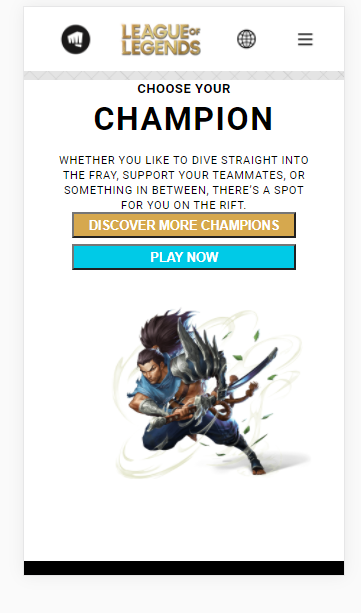 LEAGUE OF
LEGENDS
CHOOSE YOUR
CHAMPION
WHETHER YOU LIKE TO DIVE STRAIGHT INTO
THE FRAY, SUPPORT YOUR TEAMMATES, OR
SOMETHING IN BETWEEN, THERE'S A SPOT
FOR YOU ON THE RIFT.
DISCOVER MORE CHAMPIONS
PLAY NOW